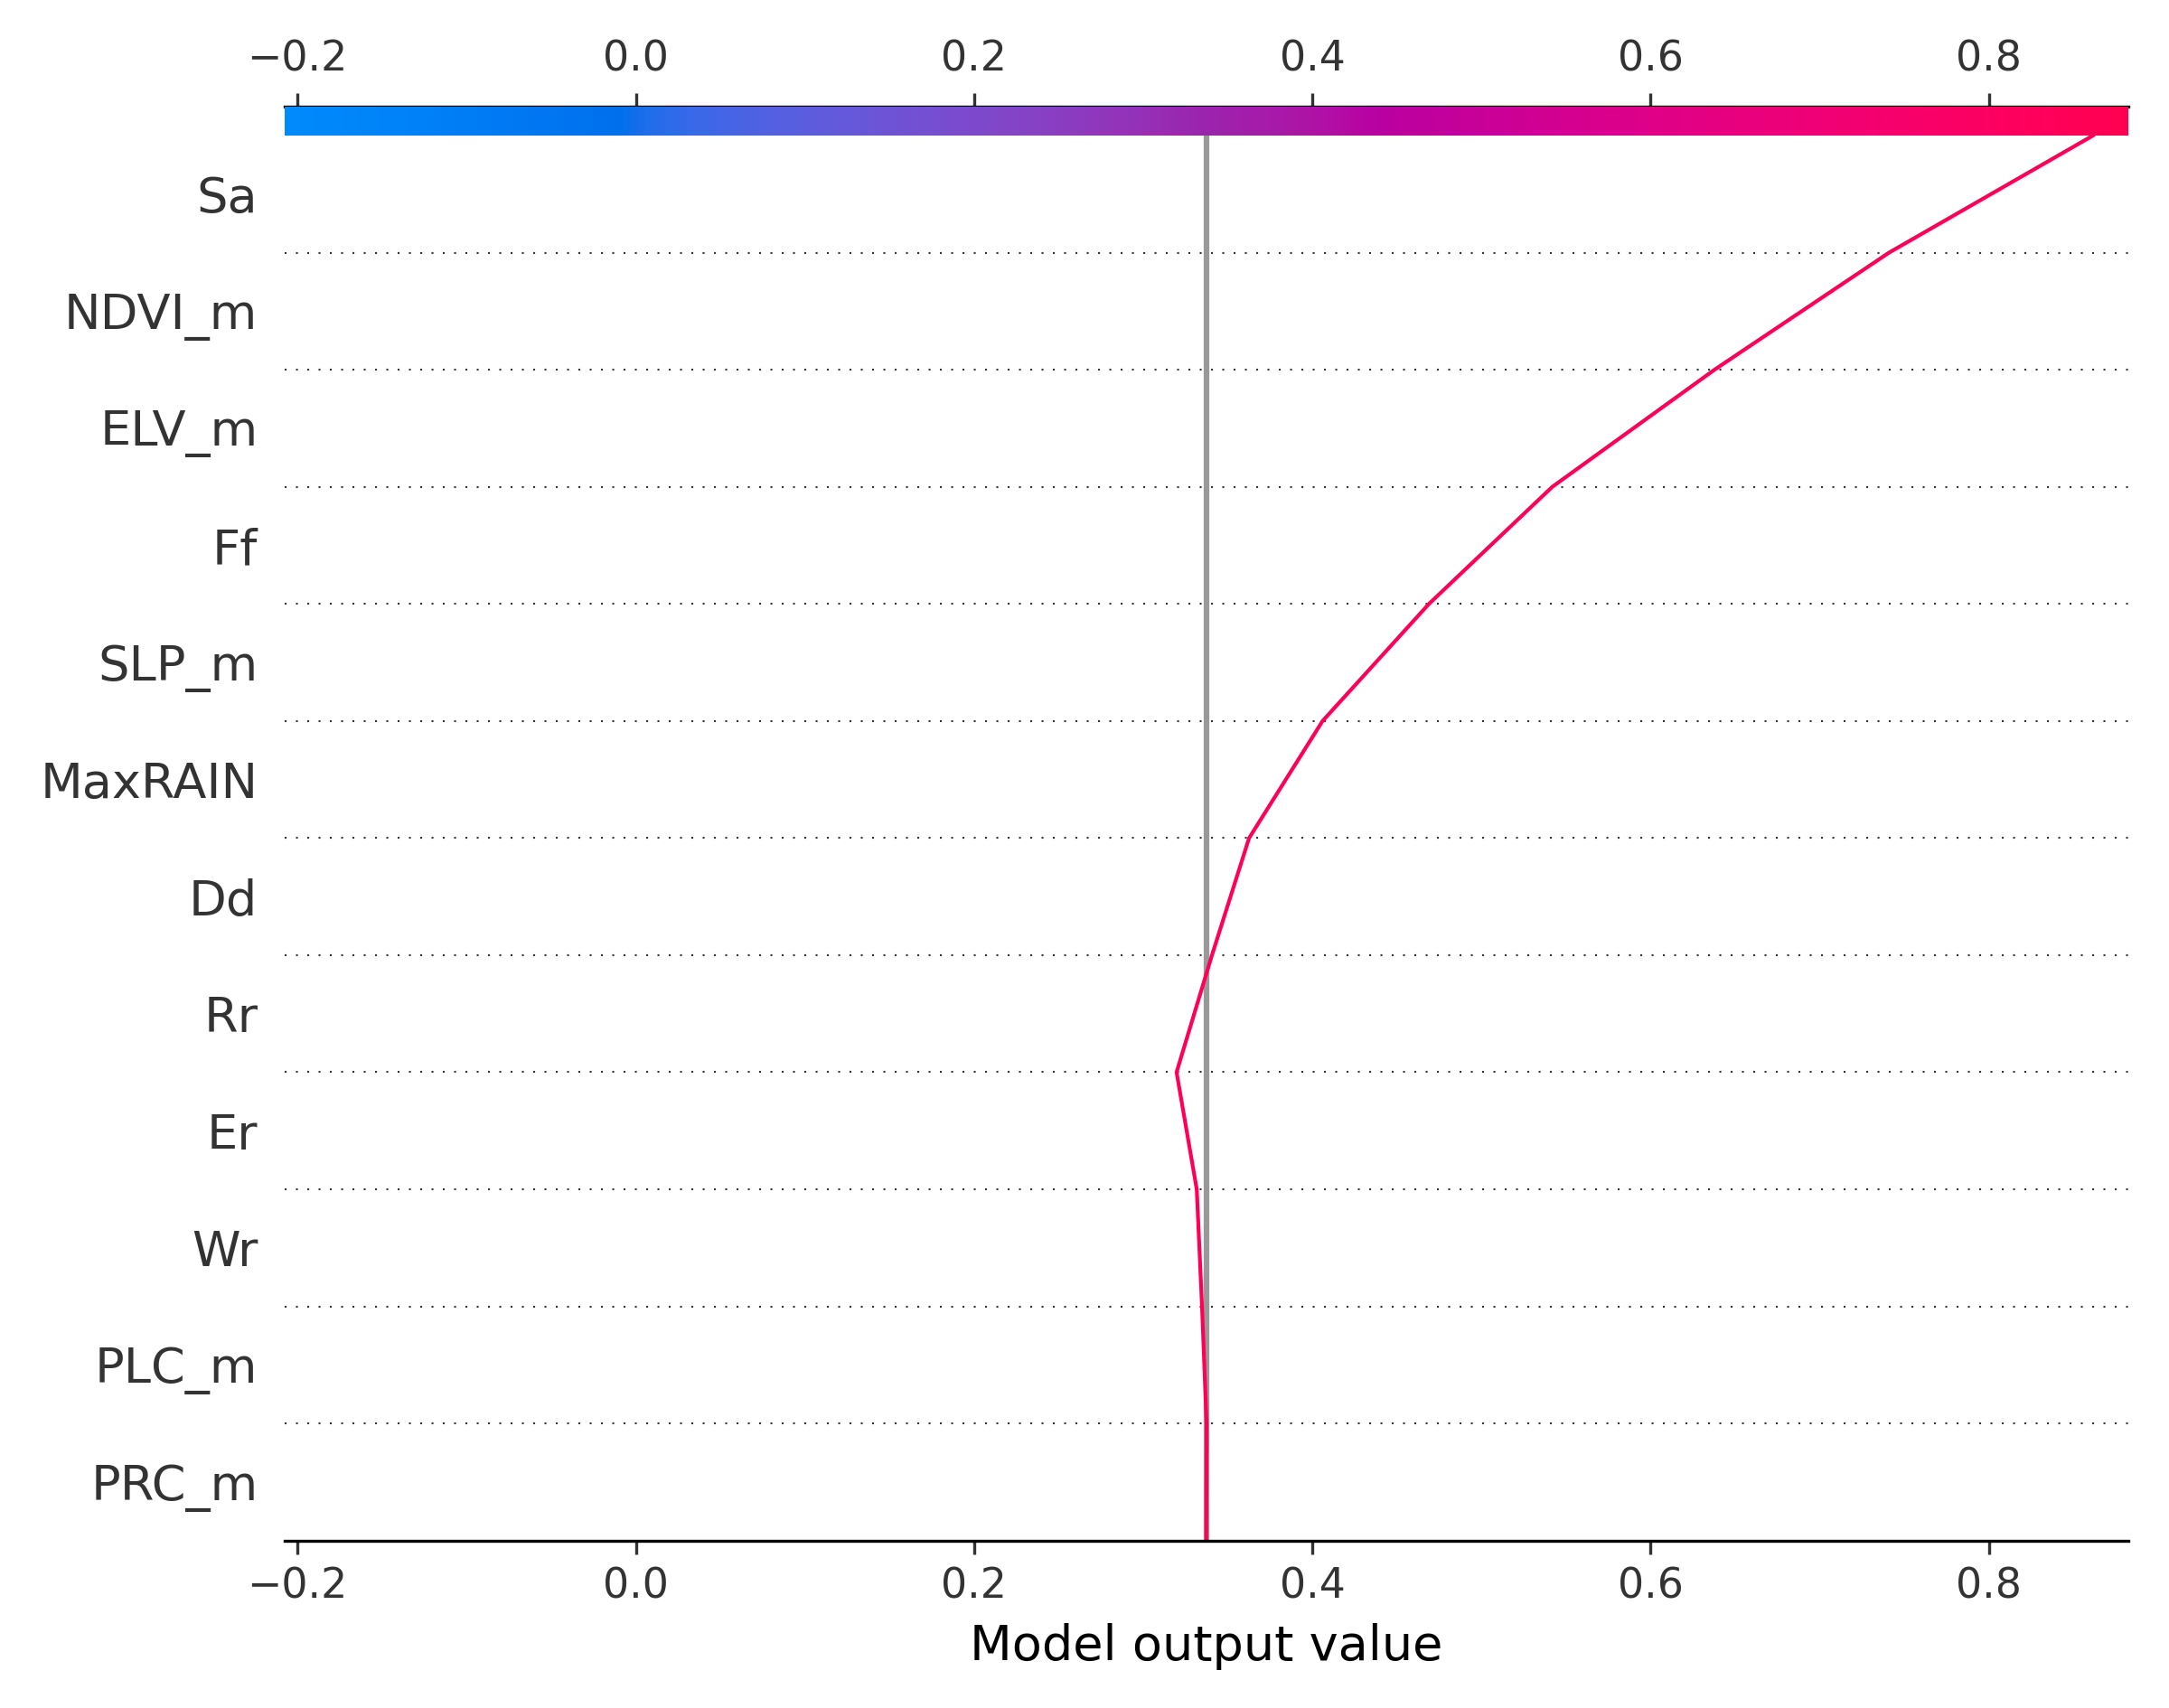 −0.2 0.0 0.2 0.4 0.6 0.8
Sa
NDVI_m
ELV_m
Ff
SLP_m
MaxRAIN
Dd
Rr
Er
Wr
PLC_m
PRC_m
−0.2 0.0 0.2 0.4 0.6 0.8
Model output value